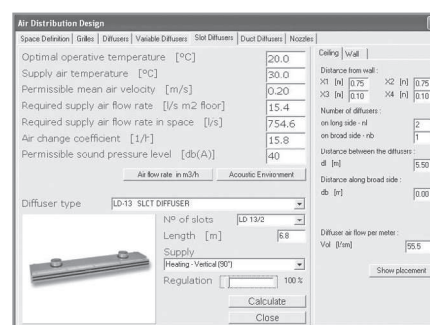 Air Distribution Design
Space Definition | Grilles | Diffusers | Variable Diffusers | Slot Diffusers | Duct Diffusers | Nozzles
Optimal operative temperature [ºC] 20.0
Supply air temperature [ºC] 30.0
Permissible mean air velocity [m/s] 0.20
Required supply air flow rate [l/s m2 floor] 15.4
Required supply air flow rate in space [l/s] 754.6
Air change coefficient [1/h] 15.8
Permissible sound pressure level [db(A)] 40
Air flow rate in m3/h
Acoustic Environment
Diffuser type LD-13 SLCT DIFFUSER
Nº of slots LD 13/2
Length [m] 6.8
Supply
Heating - Vertical (90°)
Regulation 100 %
Calculate
Close
Ceiling | Wall
Distance from wall :
X1 [m] 0.75 X2 [m] 0.75
X3 [m] 0.10 X4 [m] 0.10
Number of diffusers :
on long side - nl 2
on broad side - nb 1
Distance between the diffusers :
dl [m] 5.50
Distance along broad side :
db [m] 0.00
Diffuser air flow per meter :
Vol [l/sm] 55.5
Show placement